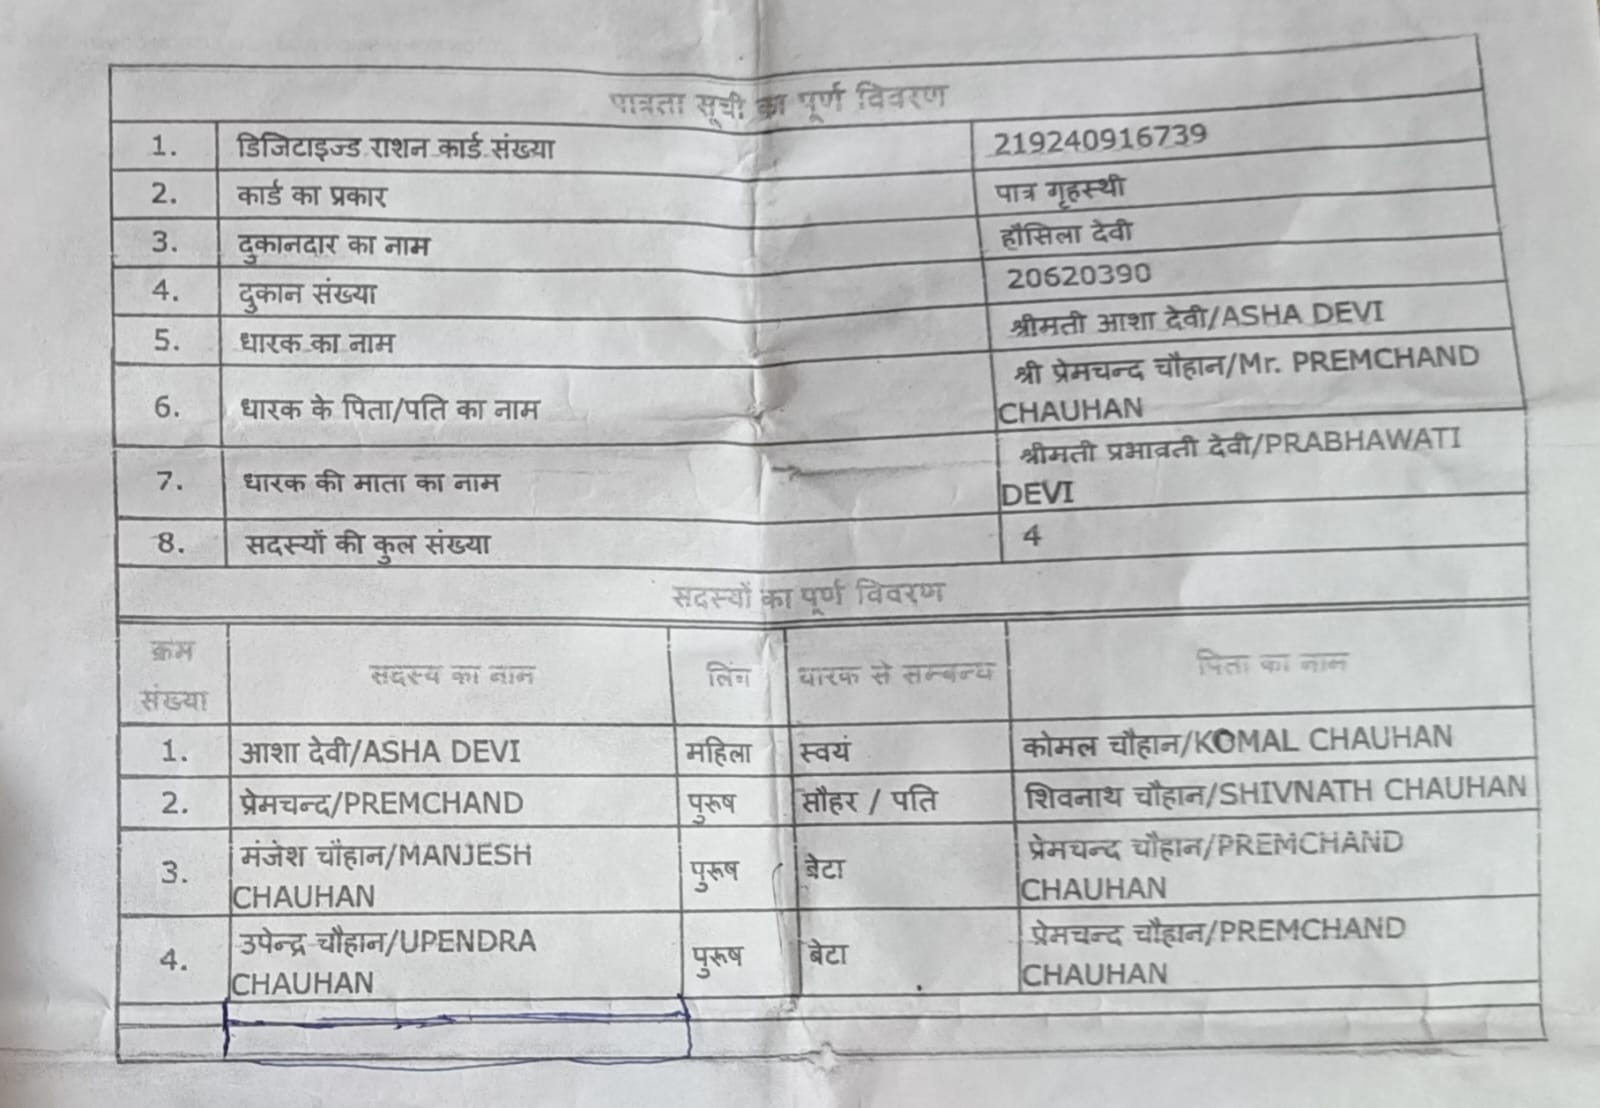 पात्रता सूची का पूर्ण विवरण
1. डिजिटाइज्ड राशन कार्ड संख्या 219240916739
2. कार्ड का प्रकार पात्र गृहस्थी
3. दुकानदार का नाम हौसिला देवी
4. दुकान संख्या 20620390
5. धारक का नाम श्रीमती आशा देवी/ASHA DEVI
6. धारक के पिता/पति का नाम श्री प्रेमचन्द चौहान/Mr. PREMCHAND
CHAUHAN
7. धारक की माता का नाम श्रीमती प्रभावती देवी/PRABHAWATI
DEVI
8. सदस्यों की कुल संख्या 4
सदस्यों का पूर्ण विवरण
क्रम
संख्या सदस्य का नाम लिंग धारक से सम्बन्ध पिता का नाम
1. आशा देवी/ASHA DEVI महिला स्वयं कोमल चौहान/KOMAL CHAUHAN
2. प्रेमचन्द/PREMCHAND पुरूष सौहर / पति शिवनाथ चौहान/SHIVNATH CHAUHAN
3. मंजेश चौहान/MANJESH
CHAUHAN पुरूष बेटा प्रेमचन्द चौहान/PREMCHAND
CHAUHAN
4. उपेन्द्र चौहान/UPENDRA
CHAUHAN पुरूष बेटा प्रेमचन्द चौहान/PREMCHAND
CHAUHAN